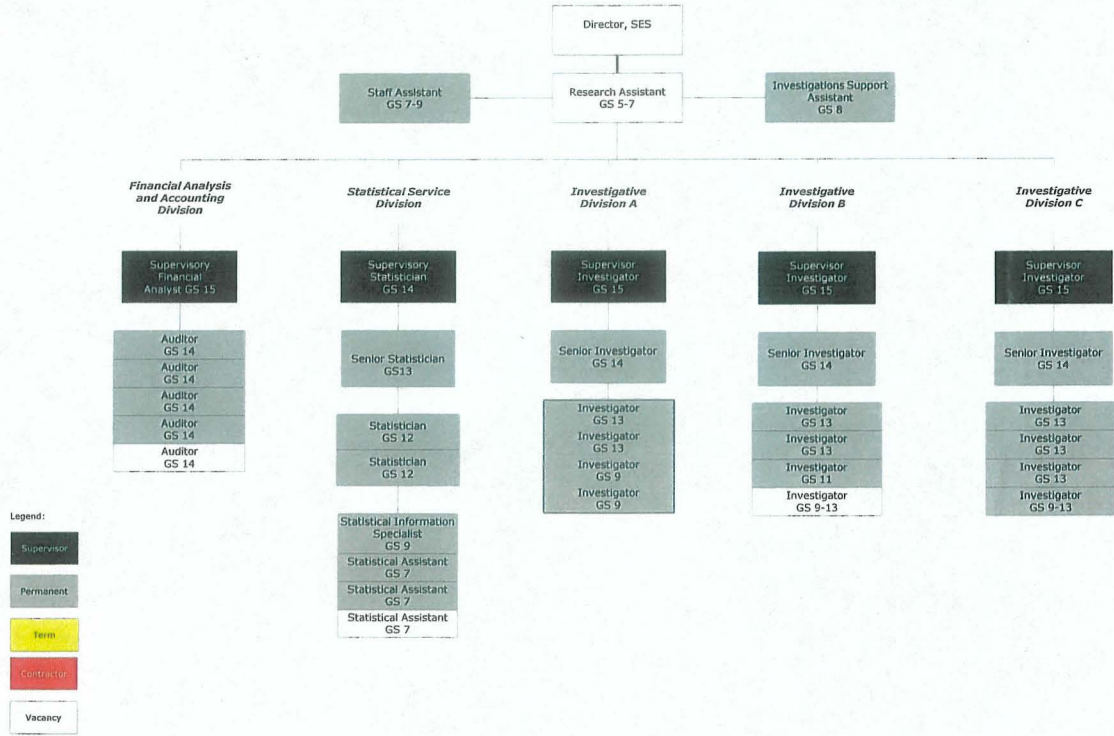 Director, SES
Staff Assistant
GS 7-9
Research Assistant
GS 5-7
Investigations Support
Assistant
GS 8
Financial Analysis
and Accounting
Division
Supervisory
Financial
Analyst GS 15
Auditor
GS 14
Auditor
GS 14
Auditor
GS 14
Auditor
GS 14
Auditor
GS 14
Statistical Service
Division
Supervisory
Statistician
GS 14
Senior Statistician
GS13
Statistician
GS 12
Statistician
GS 12
Statistical Information
Specialist
GS 9
Statistical Assistant
GS 7
Statistical Assistant
GS 7
Statistical Assistant
GS 7
Investigative
Division A
Supervisor
Investigator
GS 15
Senior Investigator
GS 14
Investigator
GS 13
Investigator
GS 13
Investigator
GS 9
Investigator
GS 9
Investigative
Division B
Supervisor
Investigator
GS 15
Senior Investigator
GS 14
Investigator
GS 13
Investigator
GS 13
Investigator
GS 11
Investigator
GS 9-13
Investigative
Division C
Supervisor
Investigator
GS 15
Senior Investigator
GS 14
Investigator
GS 13
Investigator
GS 13
Investigator
GS 13
Investigator
GS 9-13
Legend:
Supervisor
Permanent
Term
Contractor
Vacancy